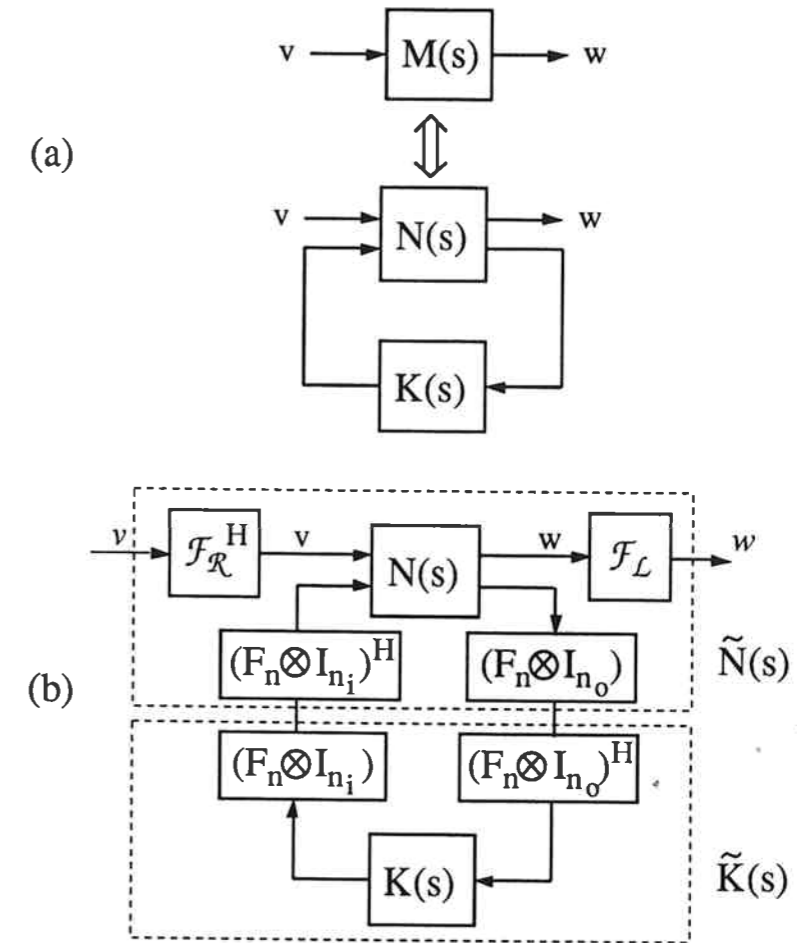 v M(s) w
(a)
v N(s) w
K(s)
v ℱ_ℛ^H v N(s) w ℱ_ℒ w
(F_n⊗I_{n_i})^H (F_n⊗I_{n_o}) Ñ(s)
(b)
(F_n⊗I_{n_i}) (F_n⊗I_{n_o})^H
K(s) K̃(s)